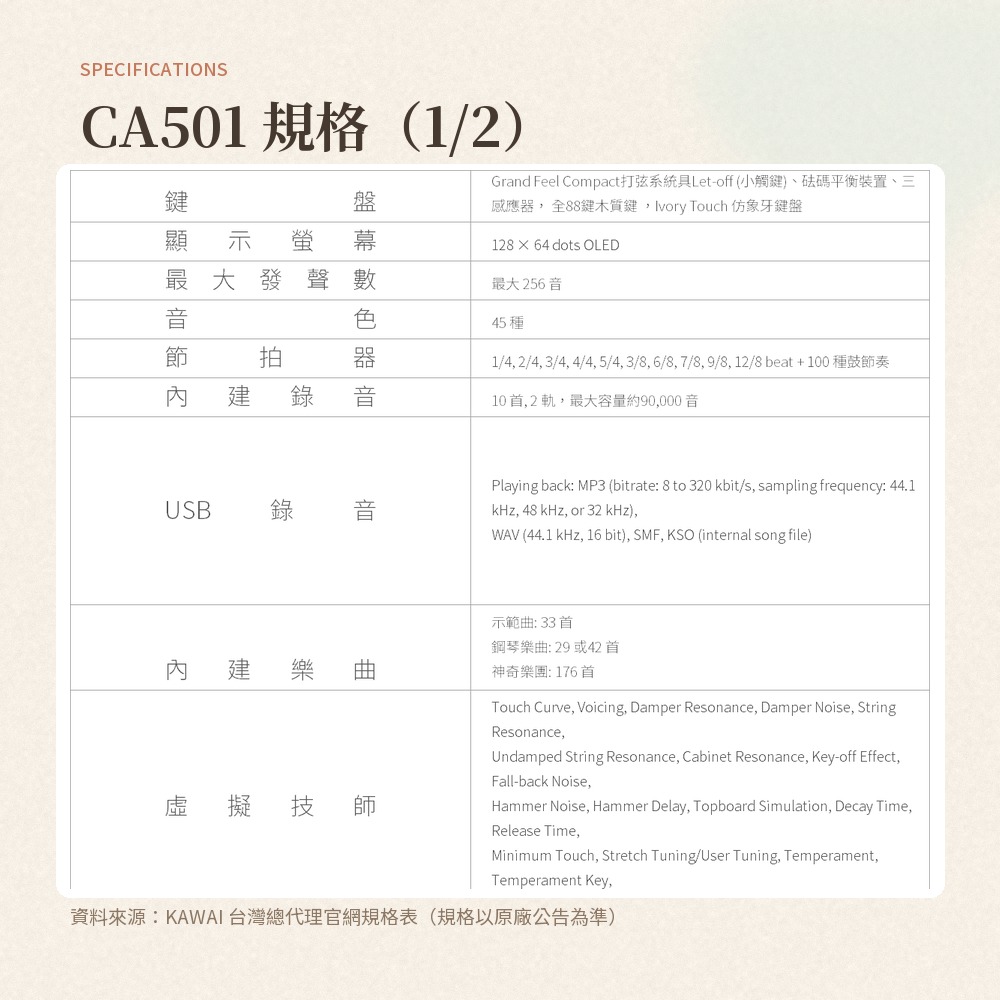 SPECIFICATIONS
CA501 規格（1/2）
鍵盤
Grand Feel Compact打弦系統具Let-off (小觸鍵)、砝碼平衡裝置、三
感應器， 全88鍵木質鍵 ，Ivory Touch 仿象牙鍵盤
顯示螢幕
128 × 64 dots OLED
最大發聲數
最大 256 音
音色
45 種
節拍器
1/4, 2/4, 3/4, 4/4, 5/4, 3/8, 6/8, 7/8, 9/8, 12/8 beat + 100 種鼓節奏
內建錄音
10 首, 2 軌，最大容量約90,000 音
USB 錄音
Playing back: MP3 (bitrate: 8 to 320 kbit/s, sampling frequency: 44.1
kHz, 48 kHz, or 32 kHz),
WAV (44.1 kHz, 16 bit), SMF, KSO (internal song file)
內建樂曲
示範曲: 33 首
鋼琴樂曲: 29 或42 首
神奇樂團: 176 首
虛擬技師
Touch Curve, Voicing, Damper Resonance, Damper Noise, String
Resonance,
Undamped String Resonance, Cabinet Resonance, Key-off Effect,
Fall-back Noise,
Hammer Noise, Hammer Delay, Topboard Simulation, Decay Time,
Release Time,
Minimum Touch, Stretch Tuning/User Tuning, Temperament,
Temperament Key,
資料來源：KAWAI 台灣總代理官網規格表（規格以原廠公告為準）